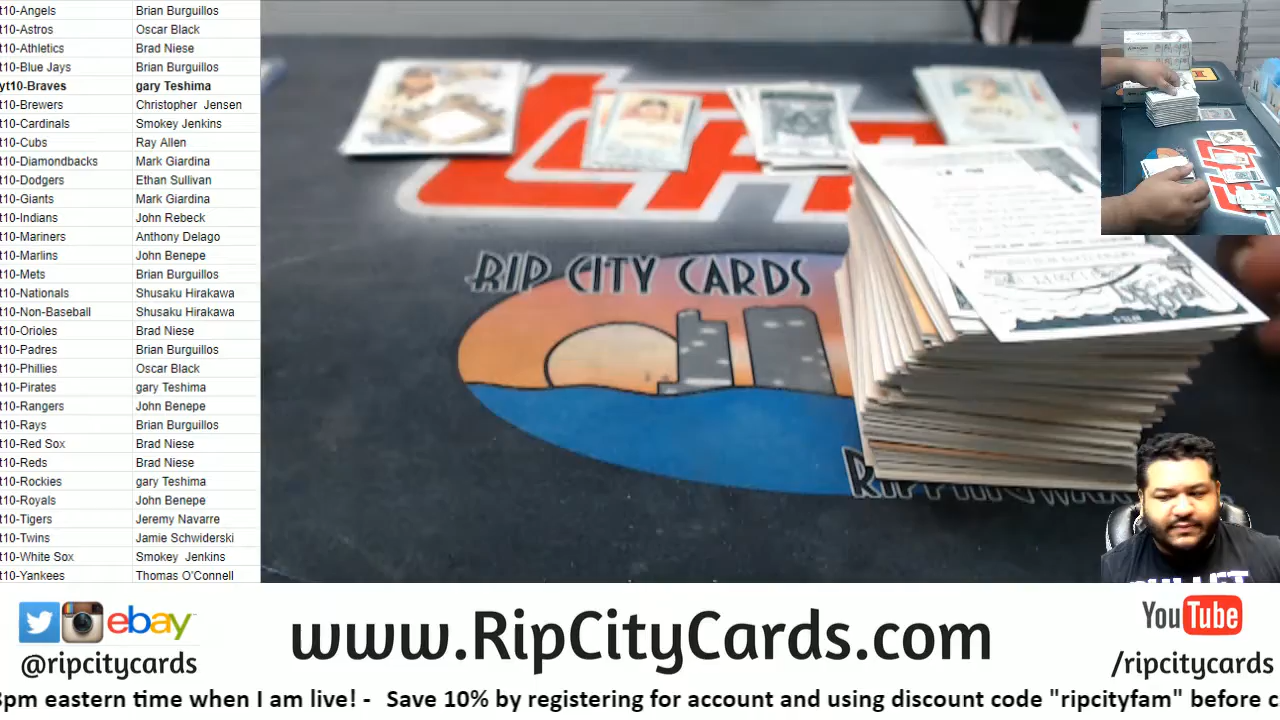 t10-Angels Brian Burguillos
t10-Astros Oscar Black
t10-Athletics Brad Niese
t10-Blue Jays Brian Burguillos
yt10-Braves gary Teshima
t10-Brewers Christopher Jensen
t10-Cardinals Smokey Jenkins
t10-Cubs Ray Allen
t10-Diamondbacks Mark Giardina
t10-Dodgers Ethan Sullivan
t10-Giants Mark Giardina
t10-Indians John Rebeck
t10-Mariners Anthony Delago
t10-Marlins John Benepe
t10-Mets Brian Burguillos
t10-Nationals Shusaku Hirakawa
t10-Non-Baseball Shusaku Hirakawa
t10-Orioles Brad Niese
t10-Padres Brian Burguillos
t10-Phillies Oscar Black
t10-Pirates gary Teshima
t10-Rangers John Benepe
t10-Rays Brian Burguillos
t10-Red Sox Brad Niese
t10-Reds Brad Niese
t10-Rockies gary Teshima
t10-Royals John Benepe
t10-Tigers Jeremy Navarre
t10-Twins Jamie Schwiderski
t10-White Sox Smokey Jenkins
t10-Yankees Thomas O'Connell
RIP CITY CARDS
ebay
@ripcitycards
www.RipCityCards.com
YouTube
/ripcitycards
3pm eastern time when I am live! - Save 10% by registering for account and using discount code "ripcityfam" before c